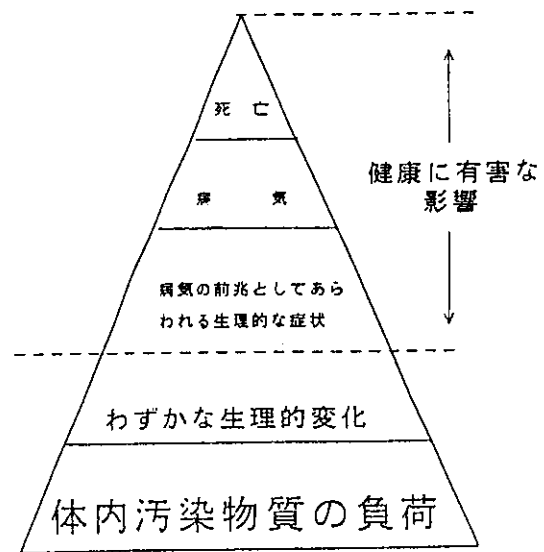 死 亡
健康に有害な
影響
病 気
病気の前兆としてあら
われる生理的な症状
わずかな生理的変化
体内汚染物質の負荷